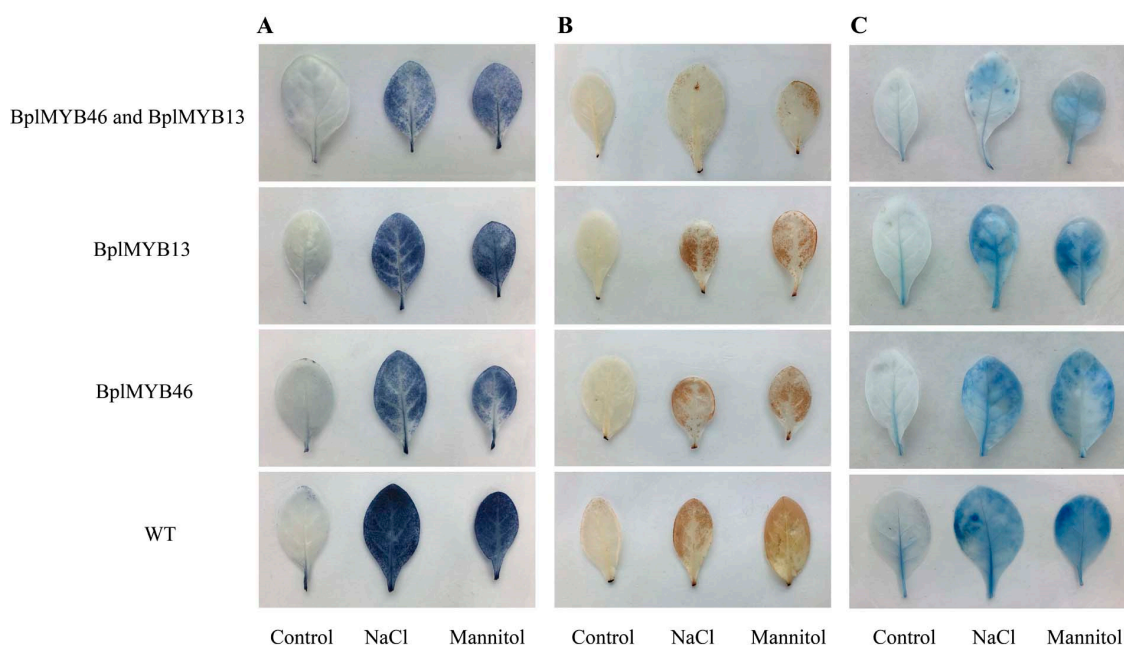 A B C
BplMYB46 and BplMYB13
BplMYB13
BplMYB46
WT
Control NaCl Mannitol Control NaCl Mannitol Control NaCl Mannitol